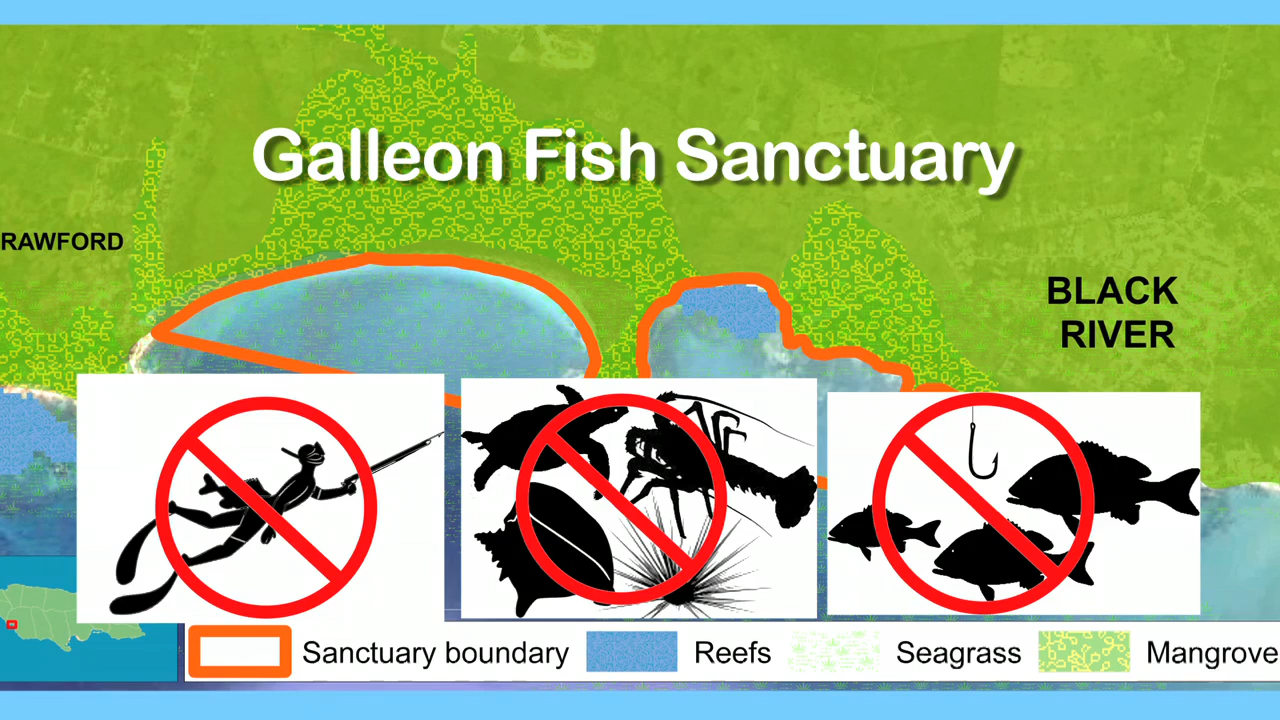 Galleon Fish Sanctuary
RAWFORD
BLACK
RIVER
Sanctuary boundary
Reefs
Seagrass
Mangrove